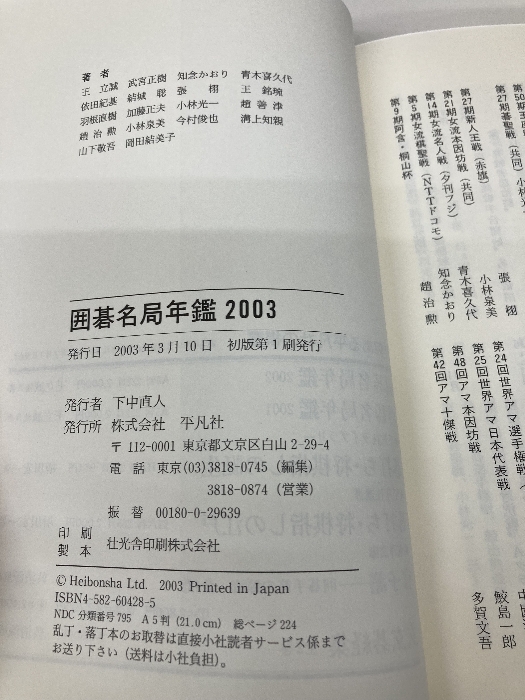 著者
王 立誠 武宮正樹 知念かおり 青木喜久代
依田紀基 結城 聡 張 栩 王 銘琬
羽根直樹 加藤正夫 小林光一 趙 善津
趙 治勲 小林泉美 今村俊也 溝上知親
山下敬吾 岡田結美子
囲碁名局年鑑 2003
発行日 2003年3月10日 初版第1刷発行
発行者 下中直人
発行所 株式会社 平凡社
〒112-0001 東京都文京区白山 2-29-4
電話 東京(03)3818-0745(編集)
3818-0874(営業)
振替 00180-0-29639
印刷
製本 壮光舎印刷株式会社
© Heibonsha Ltd. 2003 Printed in Japan
ISBN4-582-60428-5
NDC 分類番号795 A5判(21.0cm) 総ページ224
乱丁・落丁本のお取替は直接小社読者サービス係まで
お送り下さい(送料は小社負担)。
第27期碁聖戦(共同)
第27期新人王戦(赤旗) 張 栩
第21期女流本因坊戦(共同) 小林泉美
第14期女流名人戦(夕刊フジ) 青木喜久代
第5期女流棋聖戦(NTTドコモ) 知念かおり
第9期阿含・桐山杯 趙 治勲
第24回世界アマ選手権戦
第25回世界アマ日本代表戦
第48回アマ本因坊戦 鮫島一郎
第42回アマ十傑戦 多賀文吾